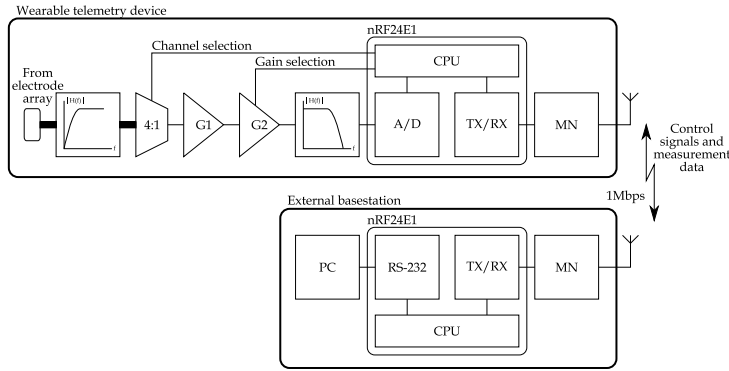 Wearable telemetry device
nRF24E1
Channel selection
Gain selection
CPU
From
electrode
array
|H(f)|
f
4:1
G1
G2
|H(f)|
f
A/D
TX/RX
MN
Control
signals and
measurement
data
1Mbps
External basestation
nRF24E1
PC
RS-232
TX/RX
MN
CPU